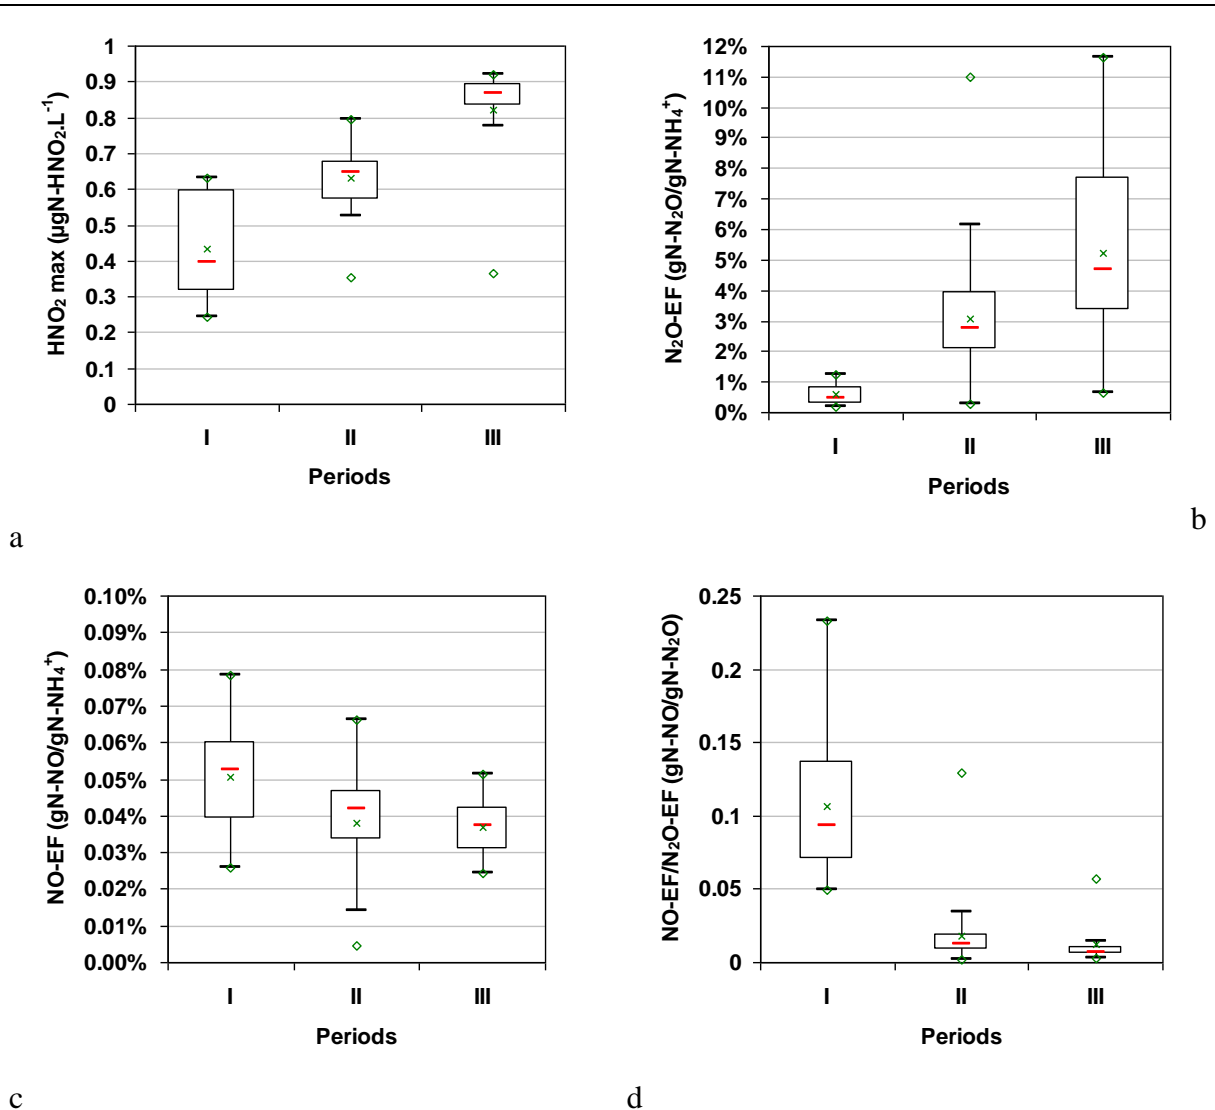 HNO₂ max (µgN-HNO₂.L⁻¹)
1
0.9
0.8
0.7
0.6
0.5
0.4
0.3
0.2
0.1
0
I II III
Periods
a
N₂O-EF (gN-N₂O/gN-NH₄⁺)
12%
11%
10%
9%
8%
7%
6%
5%
4%
3%
2%
1%
0%
I II III
Periods
b
NO-EF (gN-NO/gN-NH₄⁺)
0.10%
0.09%
0.08%
0.07%
0.06%
0.05%
0.04%
0.03%
0.02%
0.01%
0.00%
I II III
Periods
c
NO-EF/N₂O-EF (gN-NO/gN-N₂O)
0.25
0.2
0.15
0.1
0.05
0
I II III
Periods
d